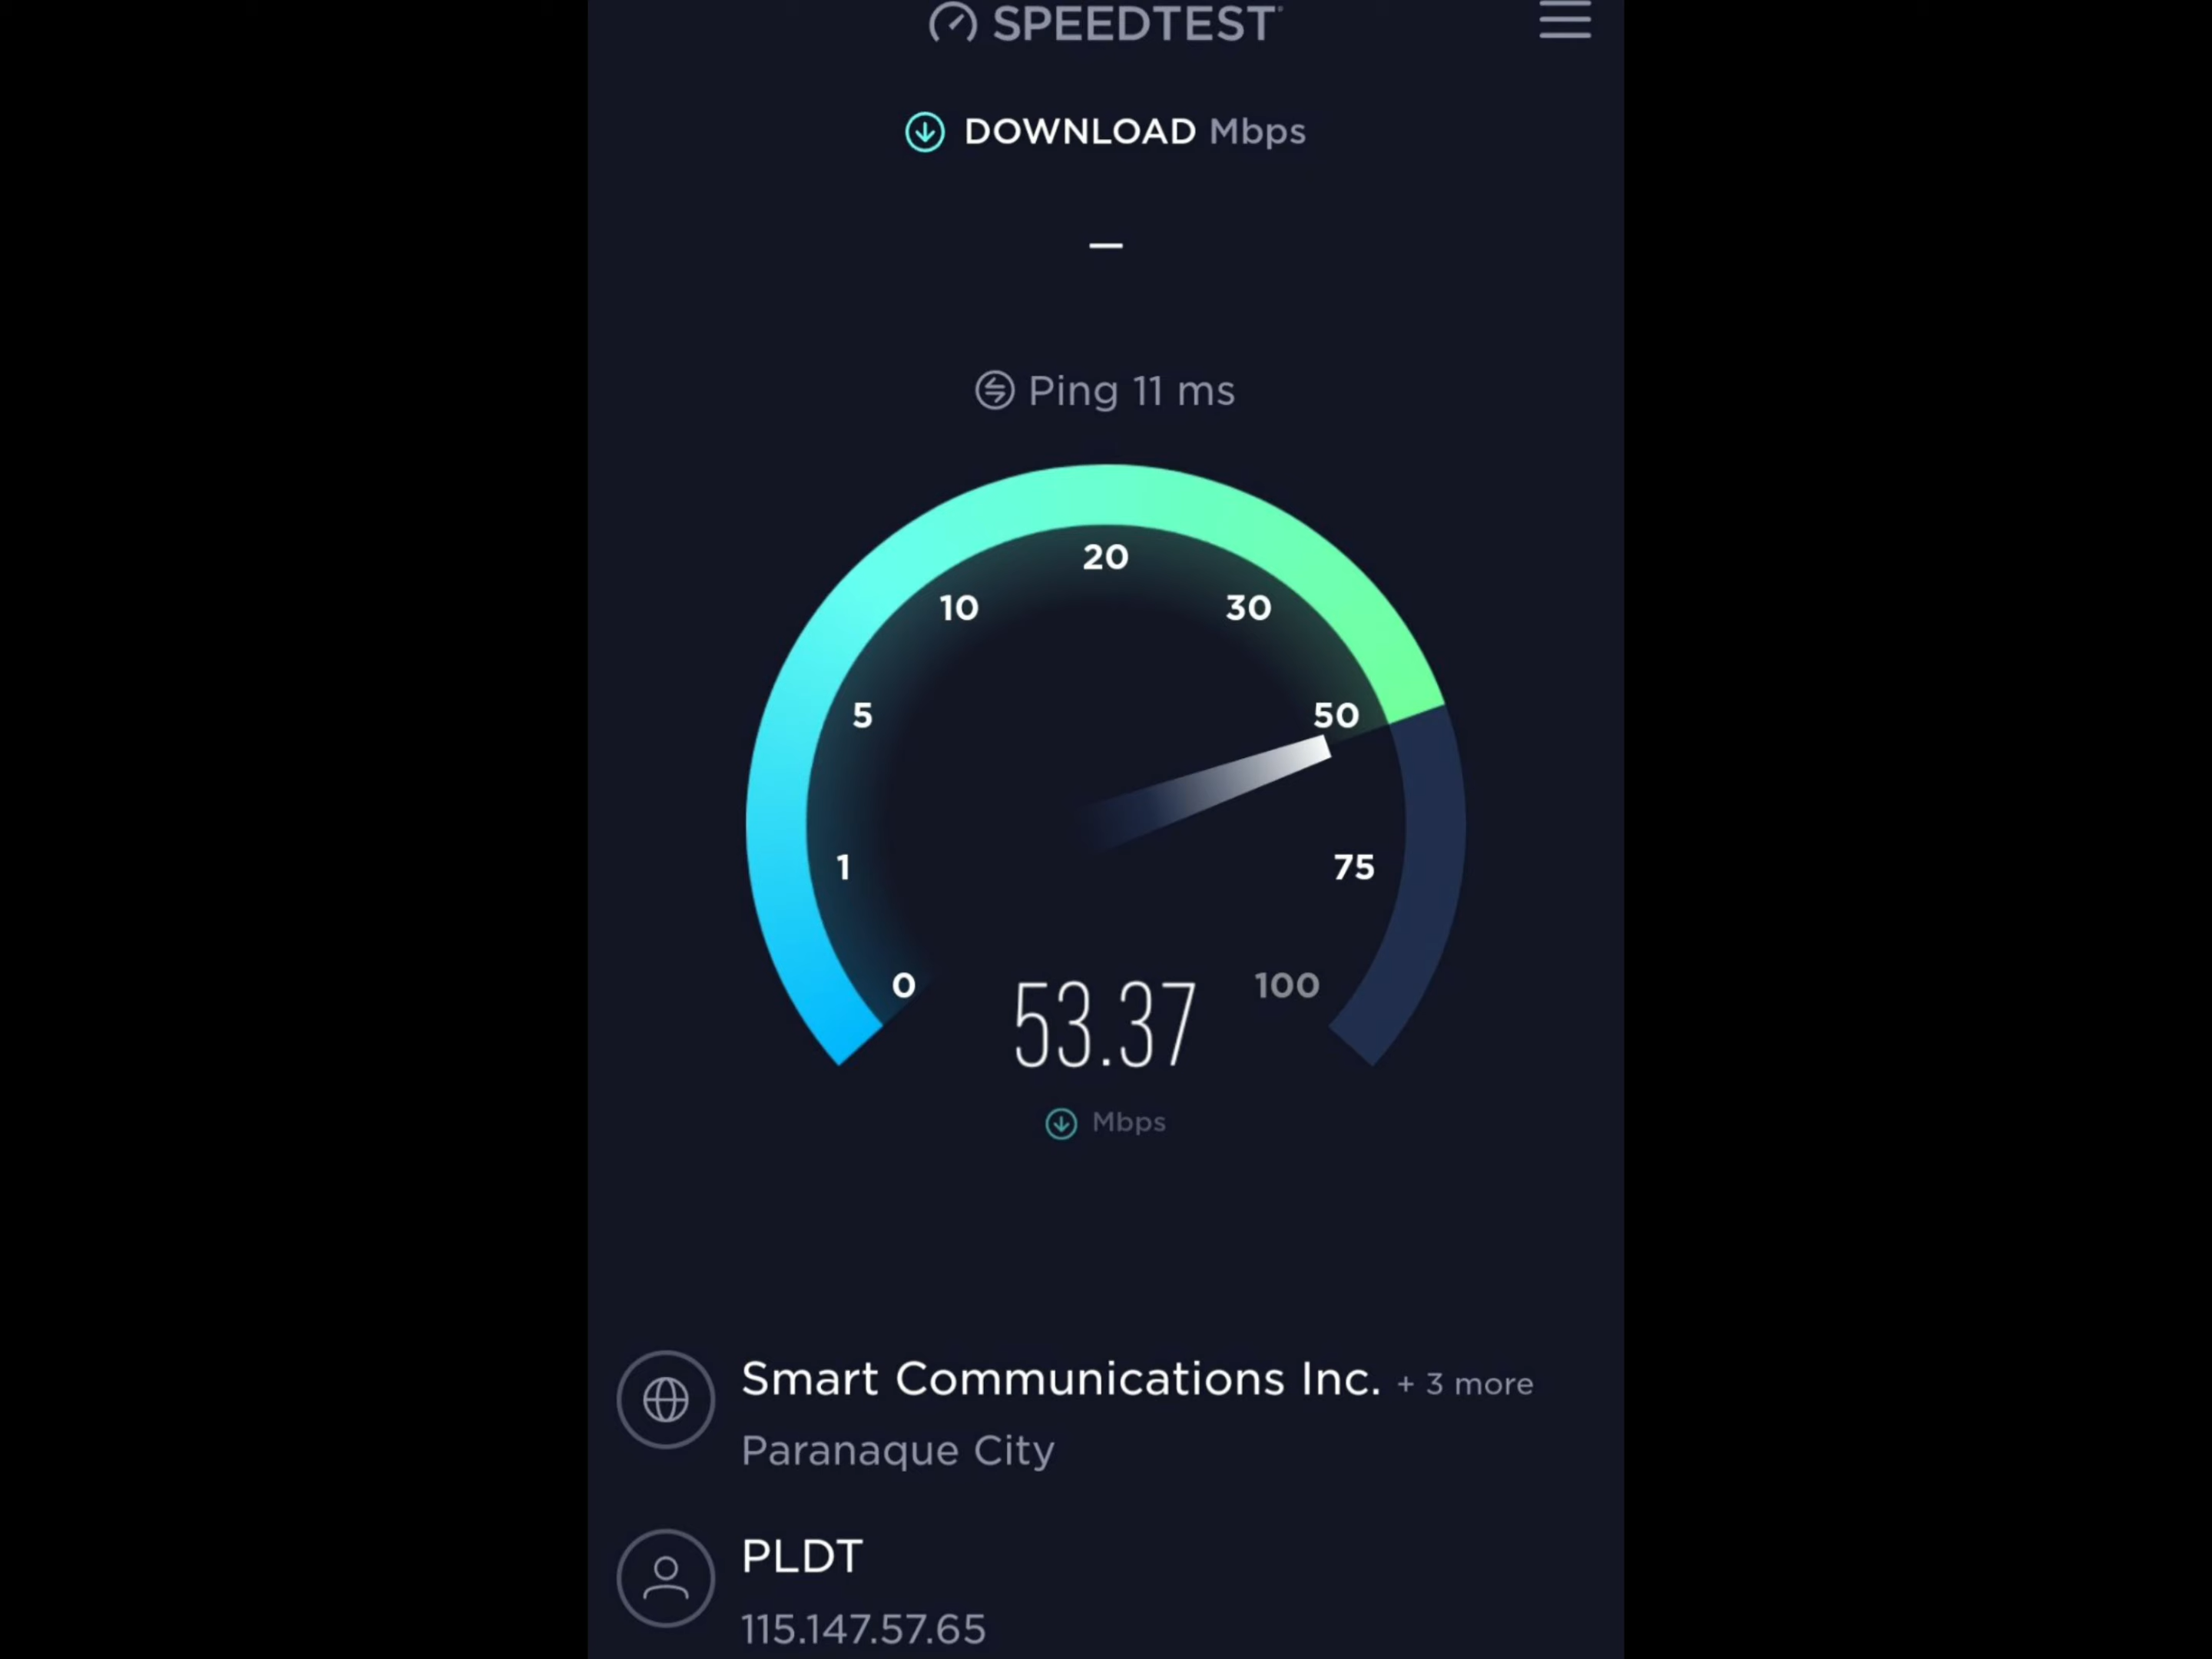 SPEEDTEST
DOWNLOAD Mbps
—
Ping 11 ms
20
10
30
5
50
1
75
0
100
53.37
Mbps
Smart Communications Inc. + 3 more
Paranaque City
PLDT
115.147.57.65